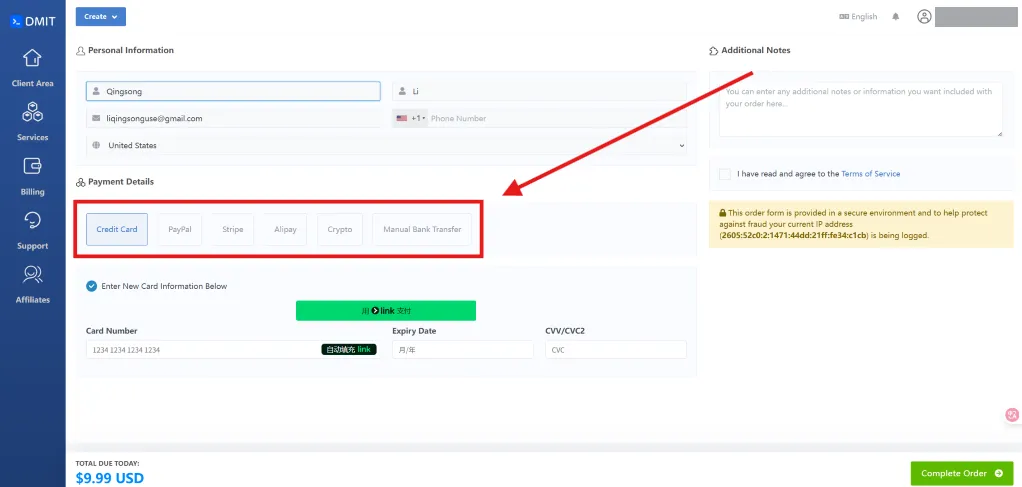 DMIT
Create
English
Client Area
Services
Billing
Support
Affiliates
Personal Information
Qingsong
Li
liqingsonguse@gmail.com
+1
Phone Number
United States
Payment Details
Credit Card
PayPal
Stripe
Alipay
Crypto
Manual Bank Transfer
Enter New Card Information Below
用 link 支付
Card Number
Expiry Date
CVV/CVC2
1234 1234 1234 1234
自动填充 link
月/年
CVC
Additional Notes
You can enter any additional notes or information you want included with
your order here...
I have read and agree to the Terms of Service
This order form is provided in a secure environment and to help protect
against fraud your current IP address
(2605:52c0:2:1471:44dd:21ff:fe34:c1cb) is being logged.
TOTAL DUE TODAY:
$9.99 USD
Complete Order